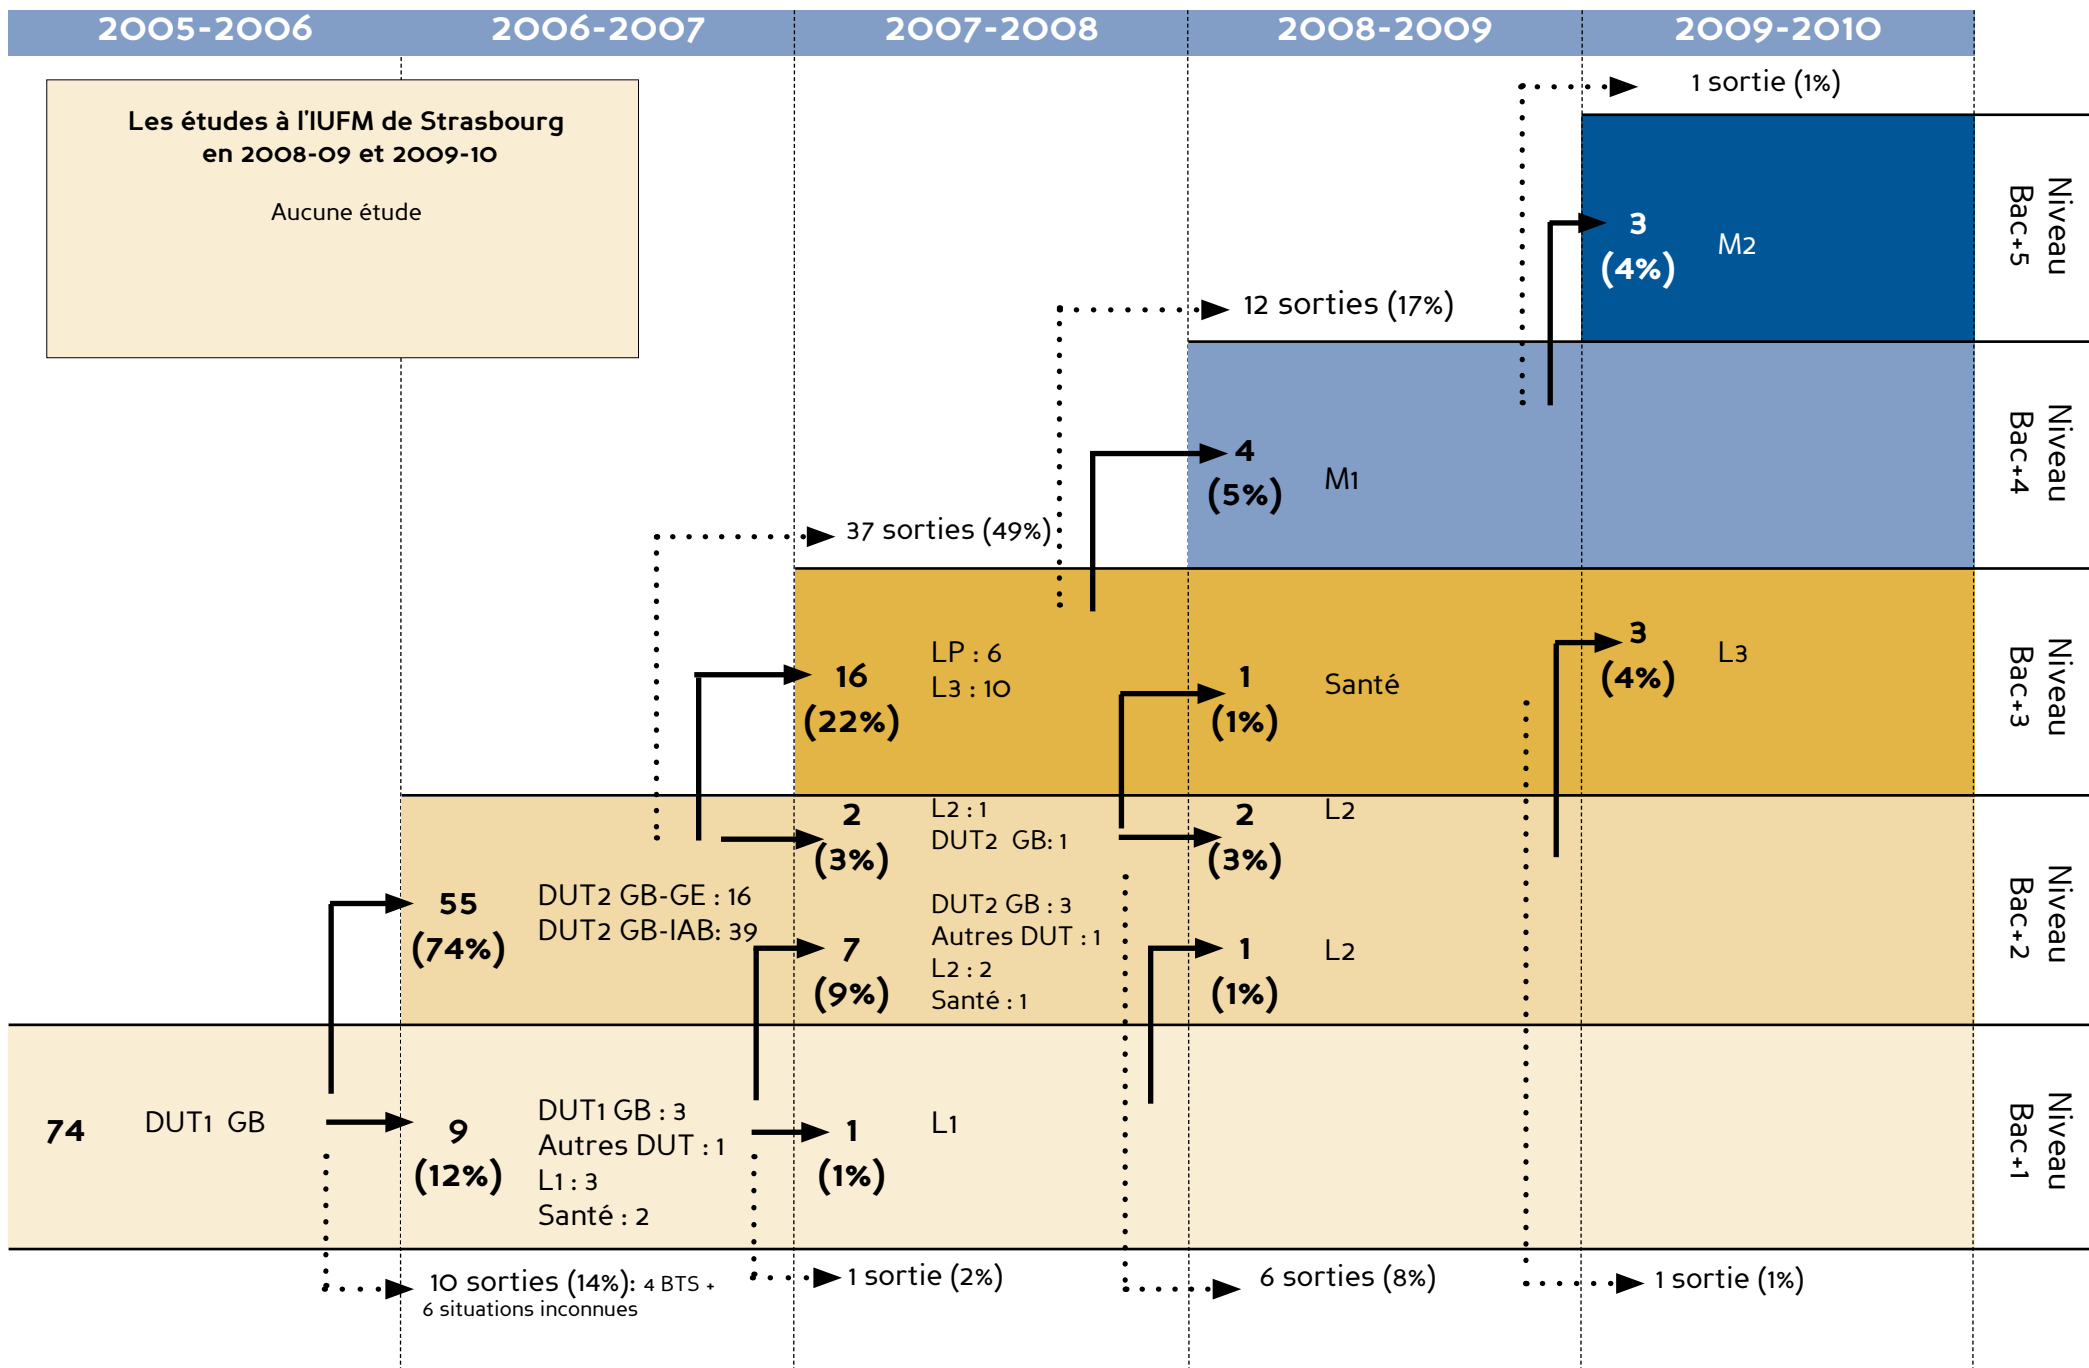 2005-2006
2006-2007
2007-2008
2008-2009
2009-2010
Les études à l'IUFM de Strasbourg
en 2008-09 et 2009-10
Aucune étude
1 sortie (1%)
3
(4%)
M2
Niveau
Bac+5
12 sorties (17%)
4
(5%)
M1
Niveau
Bac+4
37 sorties (49%)
16
(22%)
LP : 6
L3 : 10
1
(1%)
Santé
3
(4%)
L3
Niveau
Bac+3
55
(74%)
DUT2 GB-GE : 16
DUT2 GB-IAB: 39
2
(3%)
L2 : 1
DUT2 GB: 1
2
(3%)
L2
7
(9%)
DUT2 GB : 3
Autres DUT : 1
L2 : 2
Santé : 1
1
(1%)
L2
Niveau
Bac+2
74
DUT1 GB
9
(12%)
DUT1 GB : 3
Autres DUT : 1
L1 : 3
Santé : 2
1
(1%)
L1
Niveau
Bac+1
10 sorties (14%): 4 BTS +
6 situations inconnues
1 sortie (2%)
6 sorties (8%)
1 sortie (1%)